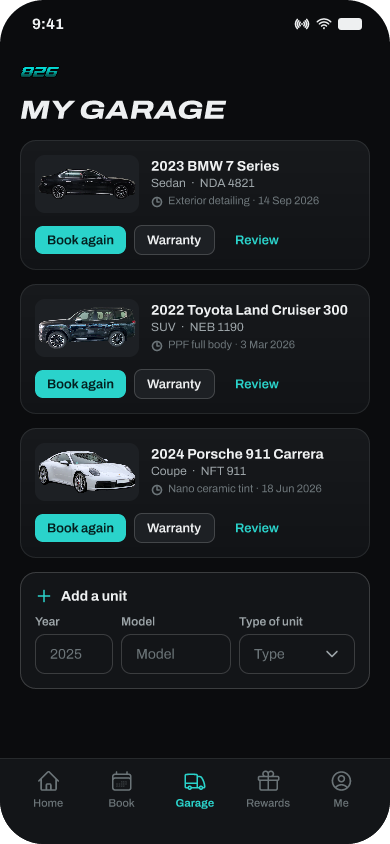 9:41
826
MY GARAGE
2023 BMW 7 Series
Sedan · NDA 4821
Exterior detailing · 14 Sep 2026
Book again Warranty Review
2022 Toyota Land Cruiser 300
SUV · NEB 1190
PPF full body · 3 Mar 2026
Book again Warranty Review
2024 Porsche 911 Carrera
Coupe · NFT 911
Nano ceramic tint · 18 Jun 2026
Book again Warranty Review
Add a unit
Year Model Type of unit
2025 Model Type
Home Book Garage Rewards Me